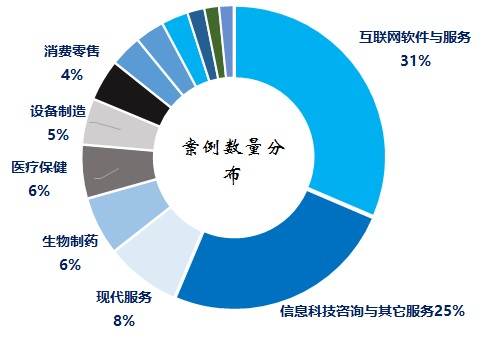 互联网软件与服务
31%
信息科技咨询与其它服务25%
现代服务
8%
生物制药
6%
医疗保健
6%
设备制造
5%
消费零售
4%
案例数量分
布